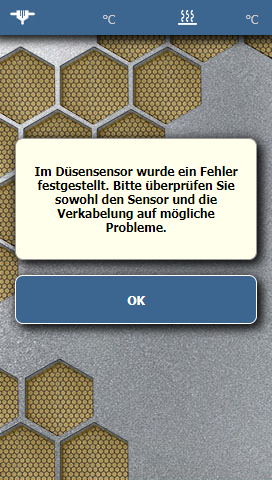 °C °C
Im Düsensensor wurde ein Fehler
festgestellt. Bitte überprüfen Sie
sowohl den Sensor und die
Verkabelung auf mögliche
Probleme.
OK